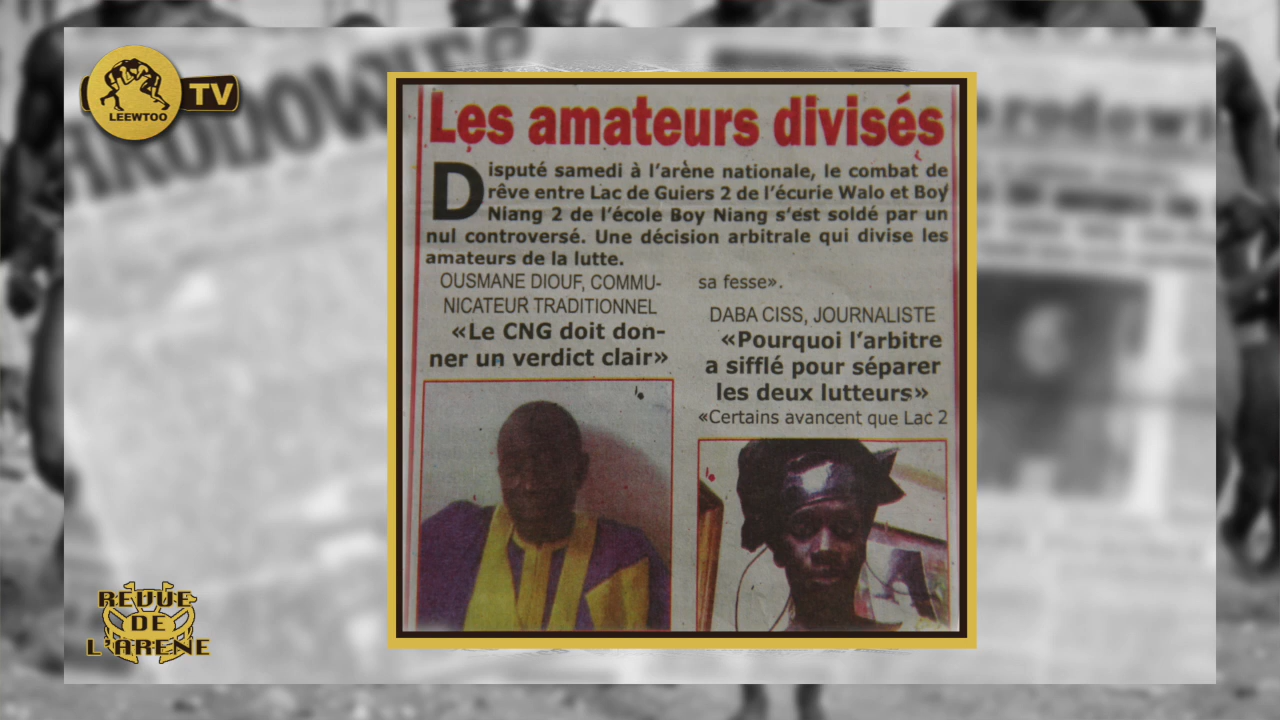 LEEWTOO
TV
Les amateurs divisés
Disputé samedi à l'arène nationale, le combat de
rêve entre Lac de Guiers 2 de l'écurie Walo et Boy
Niang 2 de l'école Boy Niang s'est soldé par un
nul controversé. Une décision arbitrale qui divise les
amateurs de la lutte.
OUSMANE DIOUF, COMMU-
NICATEUR TRADITIONNEL
«Le CNG doit don-
ner un verdict clair»
sa fesse».
DABA CISS, JOURNALISTE
«Pourquoi l'arbitre
a sifflé pour séparer
les deux lutteurs»
«Certains avancent que Lac 2
REVUE
DE
L'ARENE